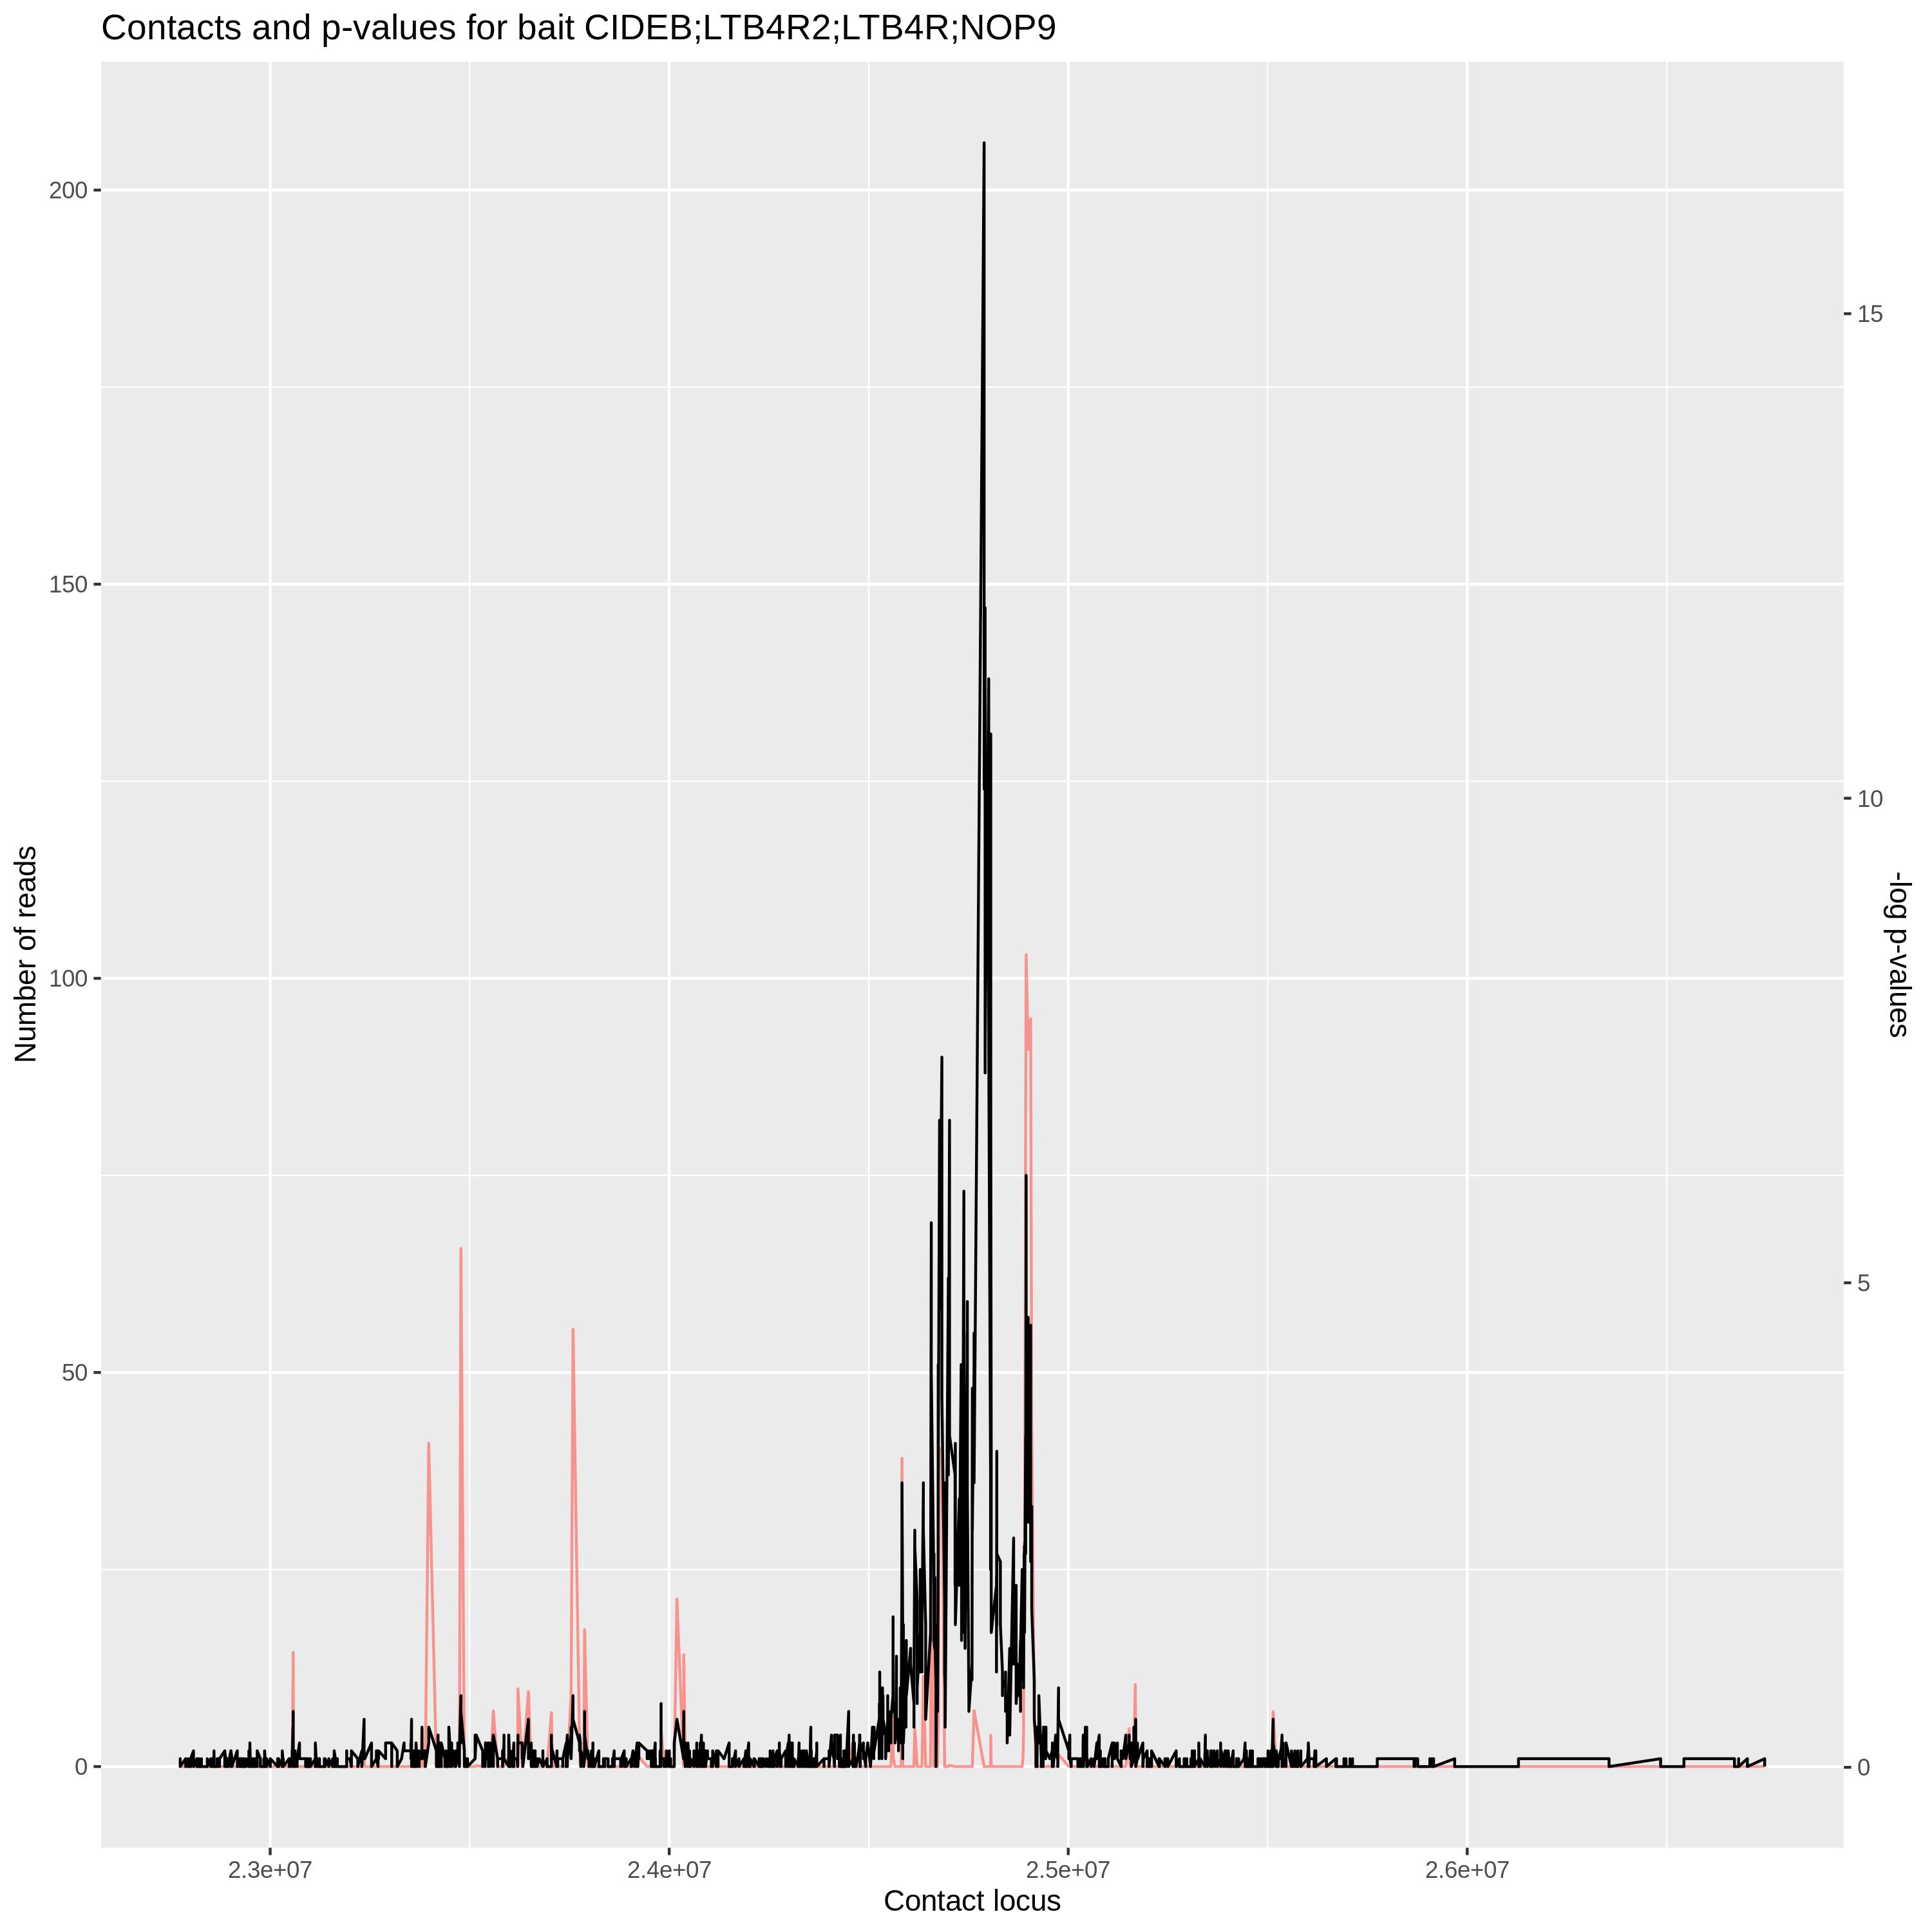 Contacts and p-values for bait CIDEB;LTB4R2;LTB4R;NOP9
200
150
100
50
0
Number of reads
15
10
5
0
-log p-values
2.3e+07
2.4e+07
2.5e+07
2.6e+07
Contact locus